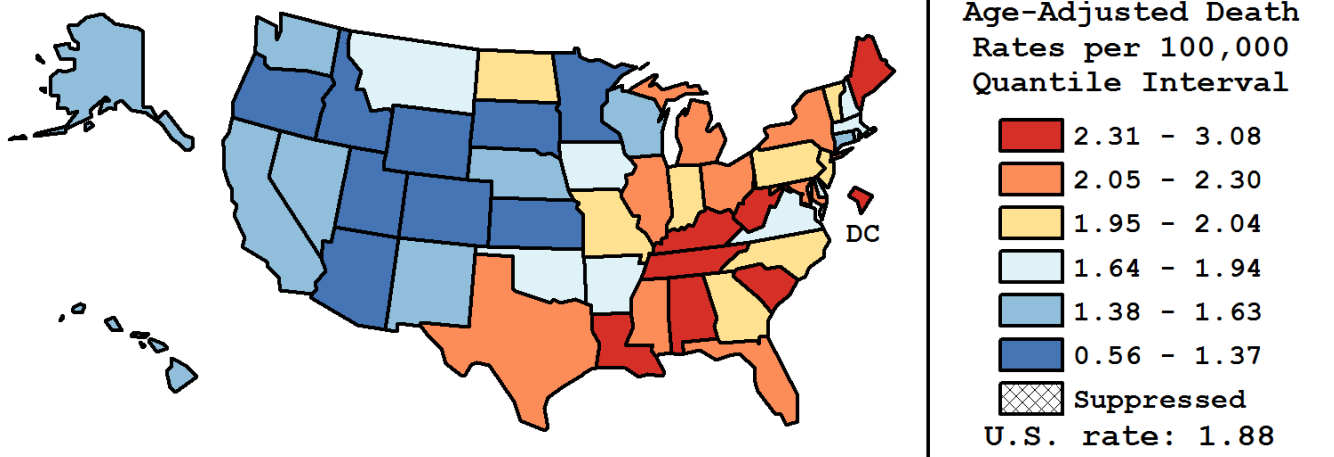 Age-Adjusted Death
Rates per 100,000
Quantile Interval
2.31 - 3.08
2.05 - 2.30
1.95 - 2.04
1.64 - 1.94
1.38 - 1.63
0.56 - 1.37
Suppressed
U.S. rate: 1.88
DC